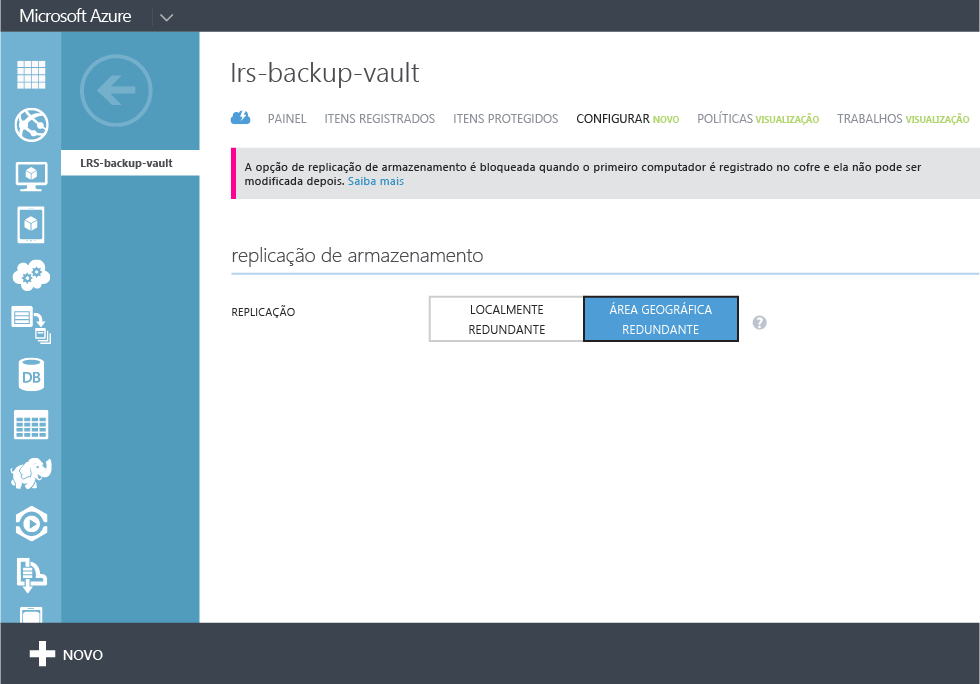 Microsoft Azure
LRS-backup-vault
lrs-backup-vault
PAINEL ITENS REGISTRADOS ITENS PROTEGIDOS CONFIGURAR NOVO POLÍTICAS VISUALIZAÇÃO TRABALHOS VISUALIZAÇÃO
A opção de replicação de armazenamento é bloqueada quando o primeiro computador é registrado no cofre e ela não pode ser
modificada depois. Saiba mais
replicação de armazenamento
REPLICAÇÃO
LOCALMENTE
REDUNDANTE
ÁREA GEOGRÁFICA
REDUNDANTE
?
DB
NOVO